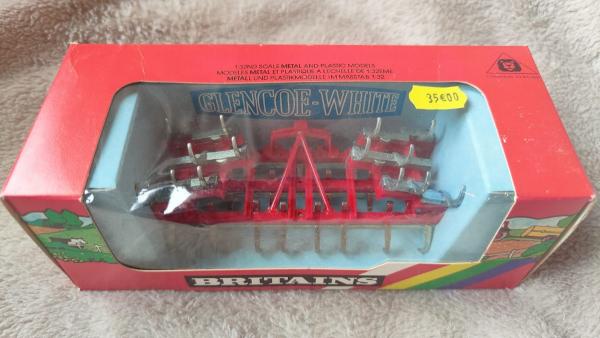 1:32ND SCALE METAL AND PLASTIC MODELS
MODELES METAL ET PLASTIQUE A L'ECHELLE DE 1:32EME
METALL UND PLASTIKMODELLE IM MASSTAB 1:32
GLENCOE-WHITE
35€00
BRITAINS